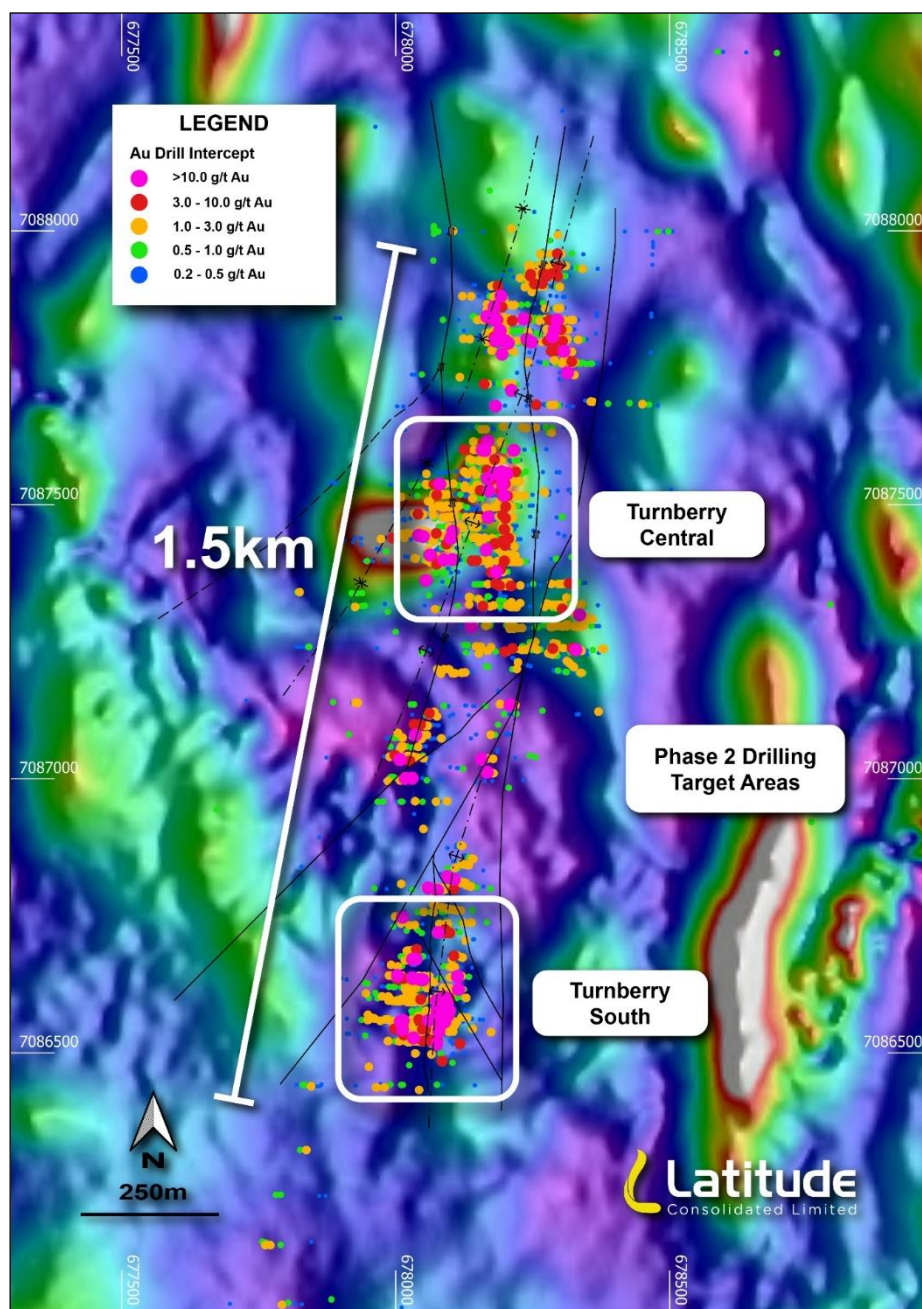 677500
678000
678500
LEGEND
Au Drill Intercept
>10.0 g/t Au
3.0 - 10.0 g/t Au
1.0 - 3.0 g/t Au
0.5 - 1.0 g/t Au
0.2 - 0.5 g/t Au
7088000
7088000
7087500
7087500
1.5km
Turnberry
Central
Phase 2 Drilling
Target Areas
7087000
7087000
Turnberry
South
7086500
7086500
N
250m
Latitude
Consolidated Limited
677500
678000
678500